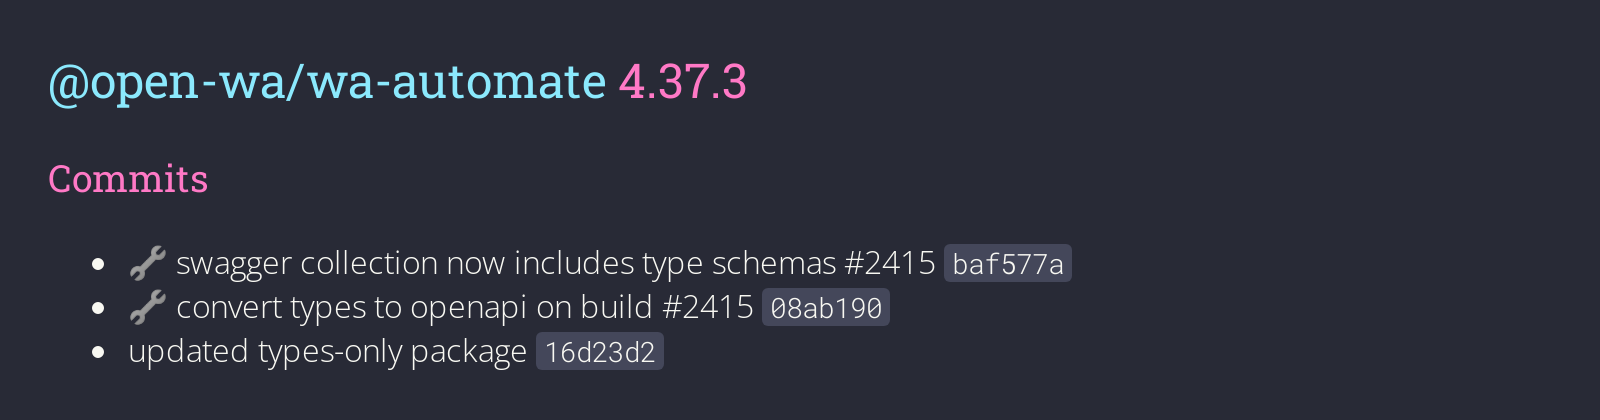 @open-wa/wa-automate 4.37.3
Commits
🔧 swagger collection now includes type schemas #2415 baf577a
🔧 convert types to openapi on build #2415 08ab190
updated types-only package 16d23d2